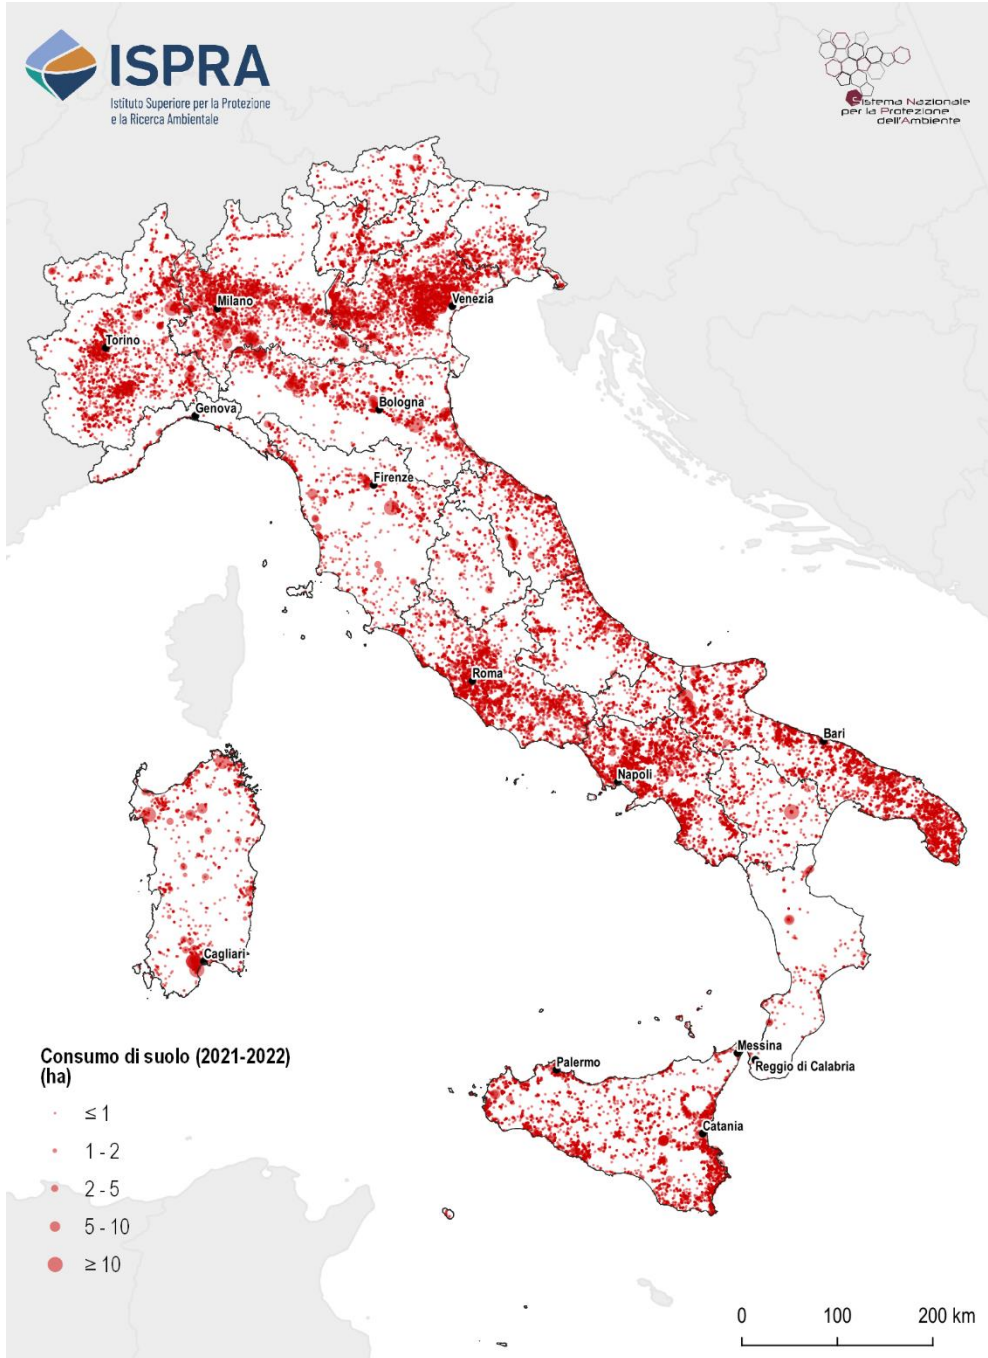 ISPRA
Istituto Superiore per la Protezione
e la Ricerca Ambientale
Sistema Nazionale
per la Protezione
dell'Ambiente
Milano
Venezia
Torino
Bologna
Genova
Firenze
Roma
Bari
Napoli
Cagliari
Messina
Palermo
Reggio di Calabria
Catania
Consumo di suolo (2021-2022)
(ha)
≤ 1
1 - 2
2 - 5
5 - 10
≥ 10
0 100 200 km